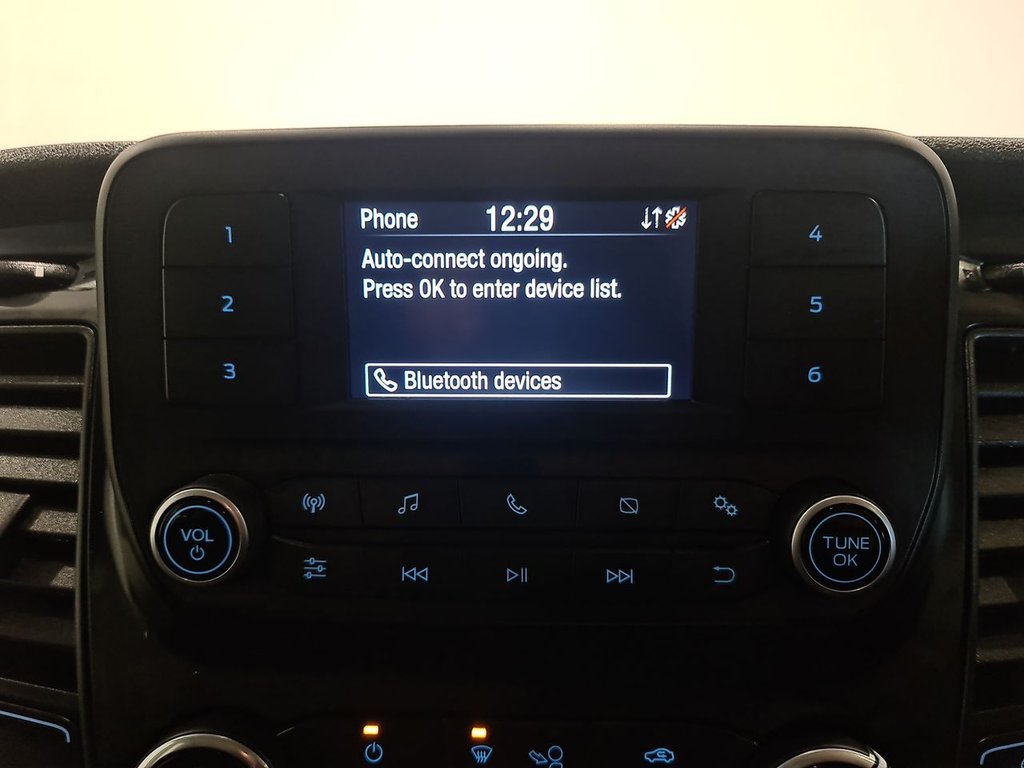 Phone 12:29
Auto-connect ongoing.
Press OK to enter device list.
Bluetooth devices
1
2
3
4
5
6
VOL
TUNE
OK